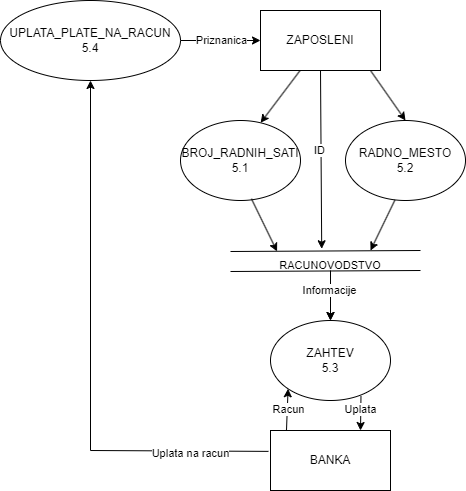 UPLATA_PLATE_NA_RACUN
5.4
Priznanica
ZAPOSLENI
BROJ_RADNIH_SATI
5.1
ID
RADNO_MESTO
5.2
RACUNOVODSTVO
Informacije
ZAHTEV
5.3
Racun
Uplata
Uplata na racun
BANKA